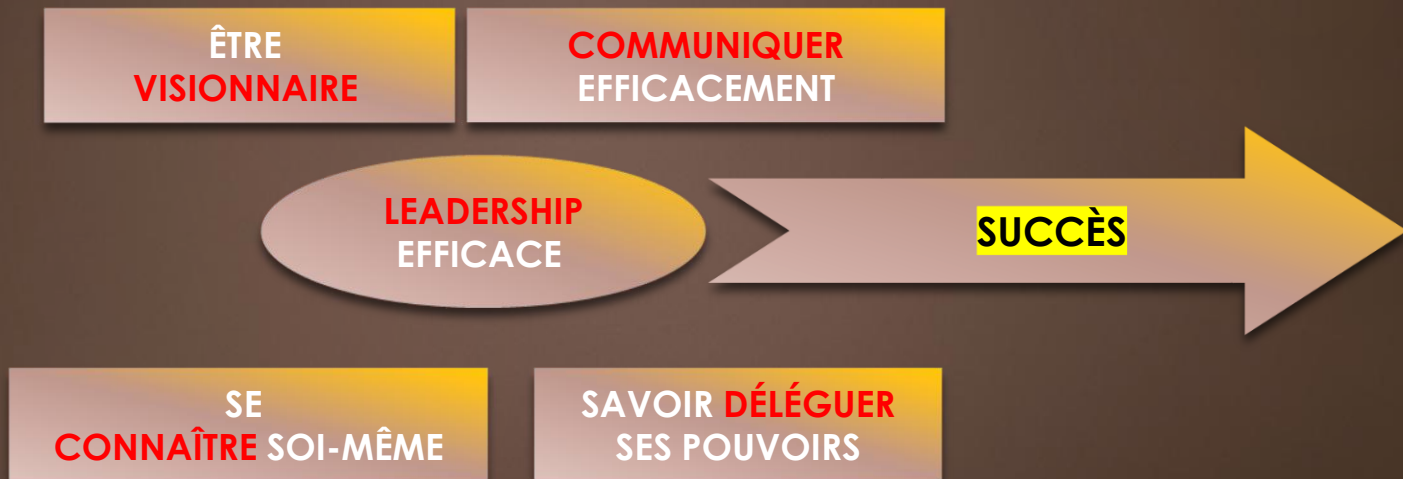 ÊTRE
VISIONNAIRE
COMMUNIQUER
EFFICACEMENT
LEADERSHIP
EFFICACE
SUCCÈS
SE
CONNAÎTRE SOI-MÊME
SAVOIR DÉLÉGUER
SES POUVOIRS